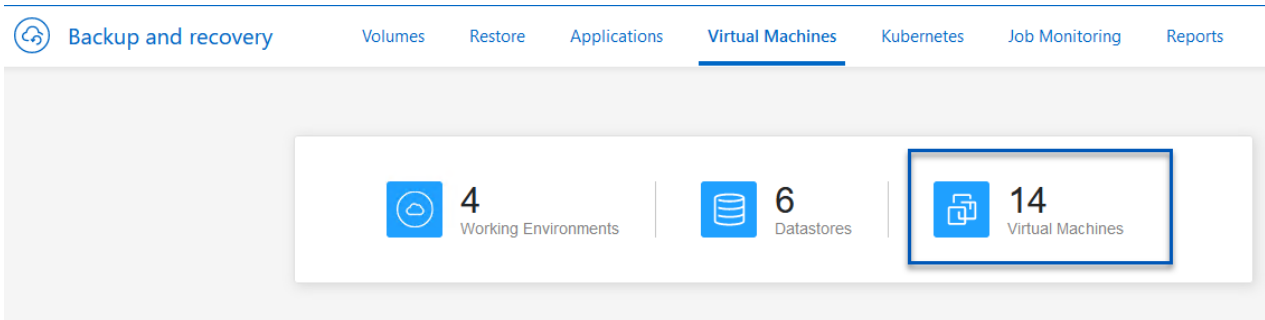 Backup and recovery Volumes Restore Applications Virtual Machines Kubernetes Job Monitoring Reports
4 6 14
Working Environments Datastores Virtual Machines